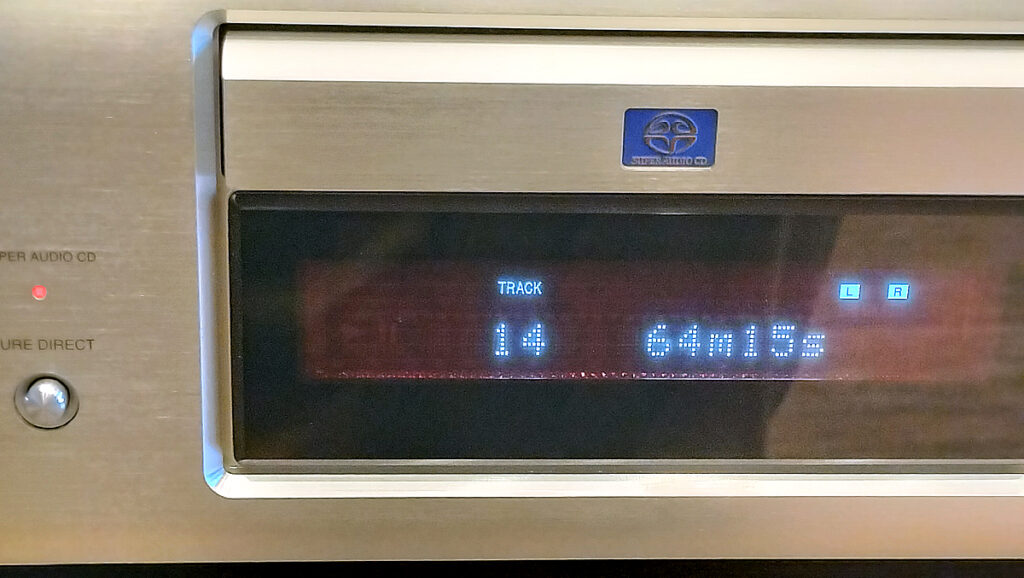 SUPER AUDIO CD
PER AUDIO CD
TRACK
L R
14 64m15s
URE DIRECT